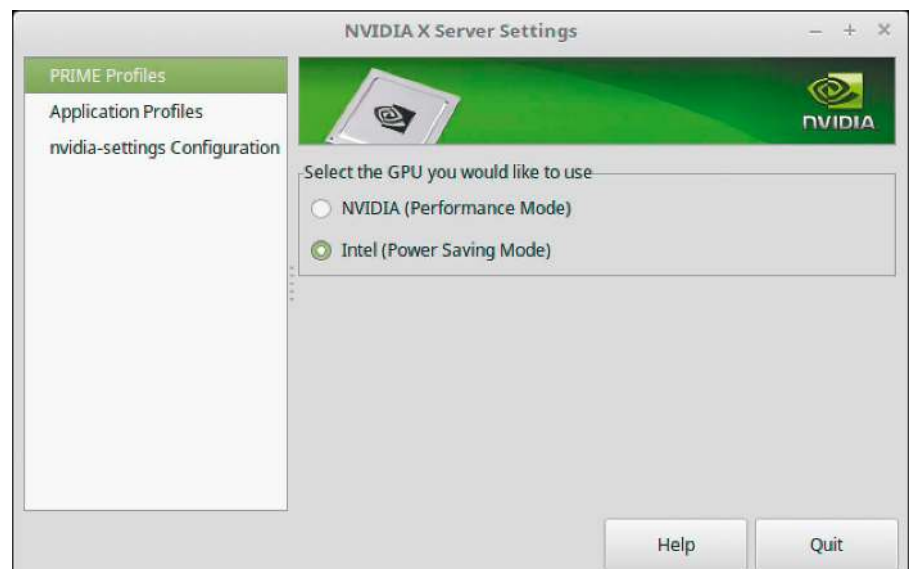 NVIDIA X Server Settings
PRIME Profiles
Application Profiles
nvidia-settings Configuration
NVIDIA
Select the GPU you would like to use
NVIDIA (Performance Mode)
Intel (Power Saving Mode)
Help
Quit